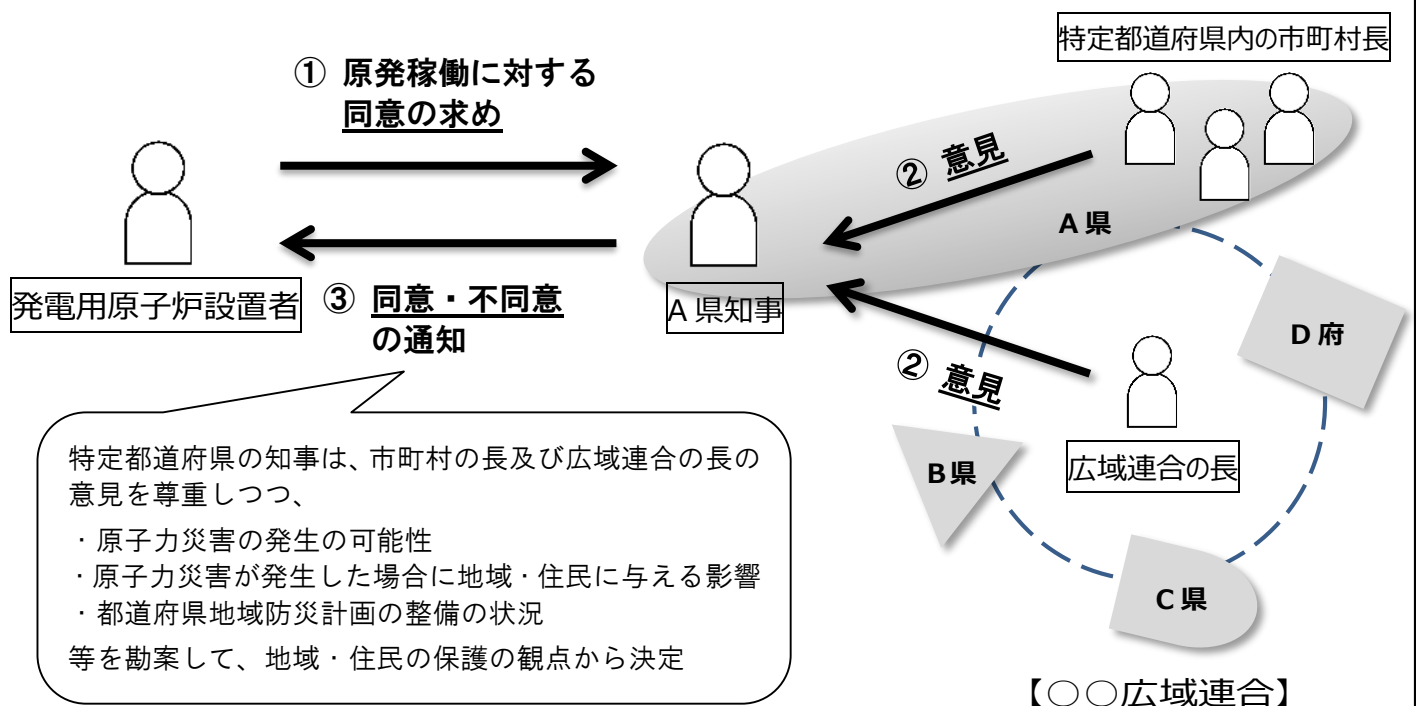 特定都道府県内の市町村長
① 原発稼働に対する
同意の求め
② 意見
A 県
発電用原子炉設置者
A 県知事
③ 同意・不同意
の通知
② 意見
D 府
B 県
広域連合の長
C 県
【○○広域連合】
特定都道府県の知事は、市町村の長及び広域連合の長の
意見を尊重しつつ、
・原子力災害の発生の可能性
・原子力災害が発生した場合に地域・住民に与える影響
・都道府県地域防災計画の整備の状況
等を勘案して、地域・住民の保護の観点から決定